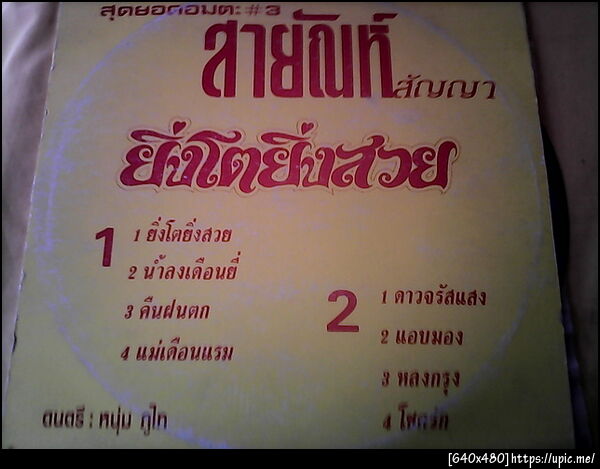 สุดยอดอมตะ #3
สายัณห์ สัญญา
ยิ่งโตยิ่งสวย
1
1 ยิ่งโตยิ่งสวย
2 น้ำลงเดือนยี่
3 คืนฝนตก
4 แม่เดือนแรม
2
1 ดาวจรัสแสง
2 แอบมอง
3 หลงกรุง
4
ดนตรี : หนุ่ม ภูไท
[640x480]https://upic.me/